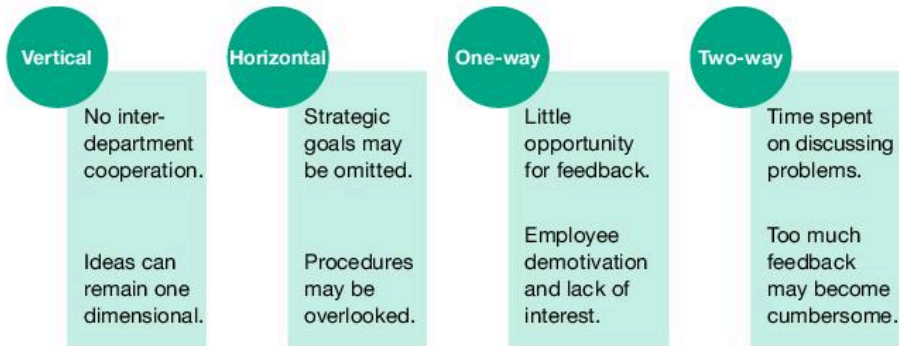 Vertical
No inter-
department
cooperation.
Ideas can
remain one
dimensional.
Horizontal
Strategic
goals may
be omitted.
Procedures
may be
overlooked.
One-way
Little
opportunity
for feedback.
Employee
demotivation
and lack of
interest.
Two-way
Time spent
on discussing
problems.
Too much
feedback
may become
cumbersome.